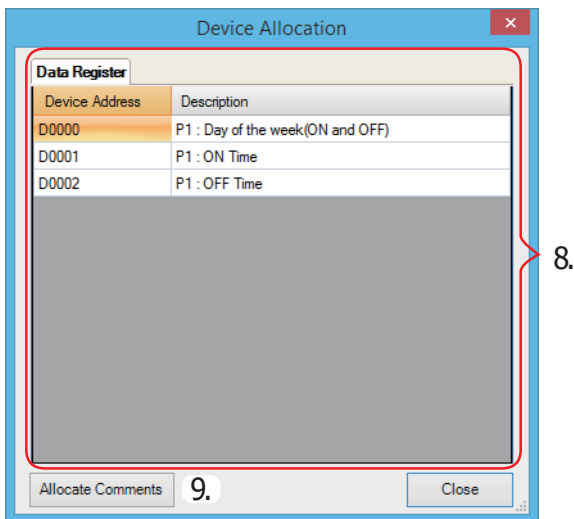 Device Allocation
Data Register
Device Address Description
D0000 P1 : Day of the week(ON and OFF)
D0001 P1 : ON Time
D0002 P1 : OFF Time
8.
Allocate Comments 9. Close